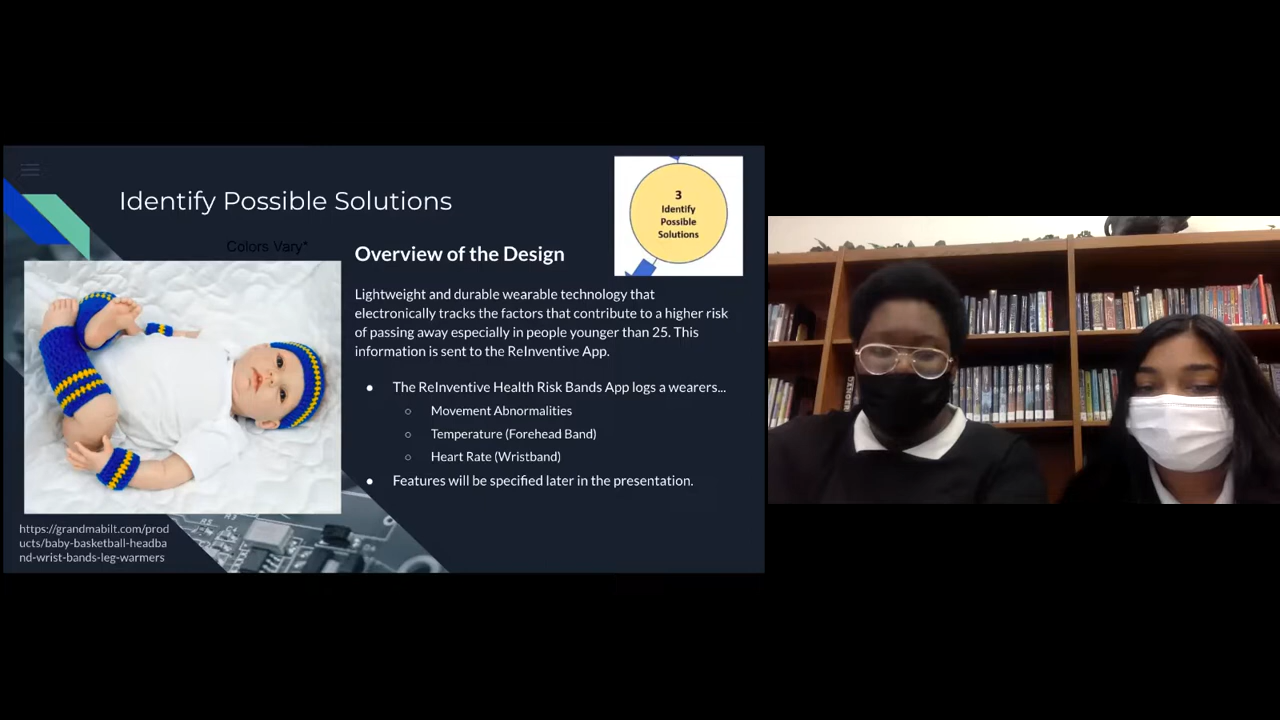 Identify Possible Solutions
3
Identify
Possible
Solutions
Colors Vary*
Overview of the Design
Lightweight and durable wearable technology that
electronically tracks the factors that contribute to a higher risk
of passing away especially in people younger than 25. This
information is sent to the ReInventive App.
● The ReInventive Health Risk Bands App logs a wearers...
○ Movement Abnormalities
○ Temperature (Forehead Band)
○ Heart Rate (Wristband)
● Features will be specified later in the presentation.
https://grandmabilt.com/prod
ucts/baby-basketball-headba
nd-wrist-bands-leg-warmers